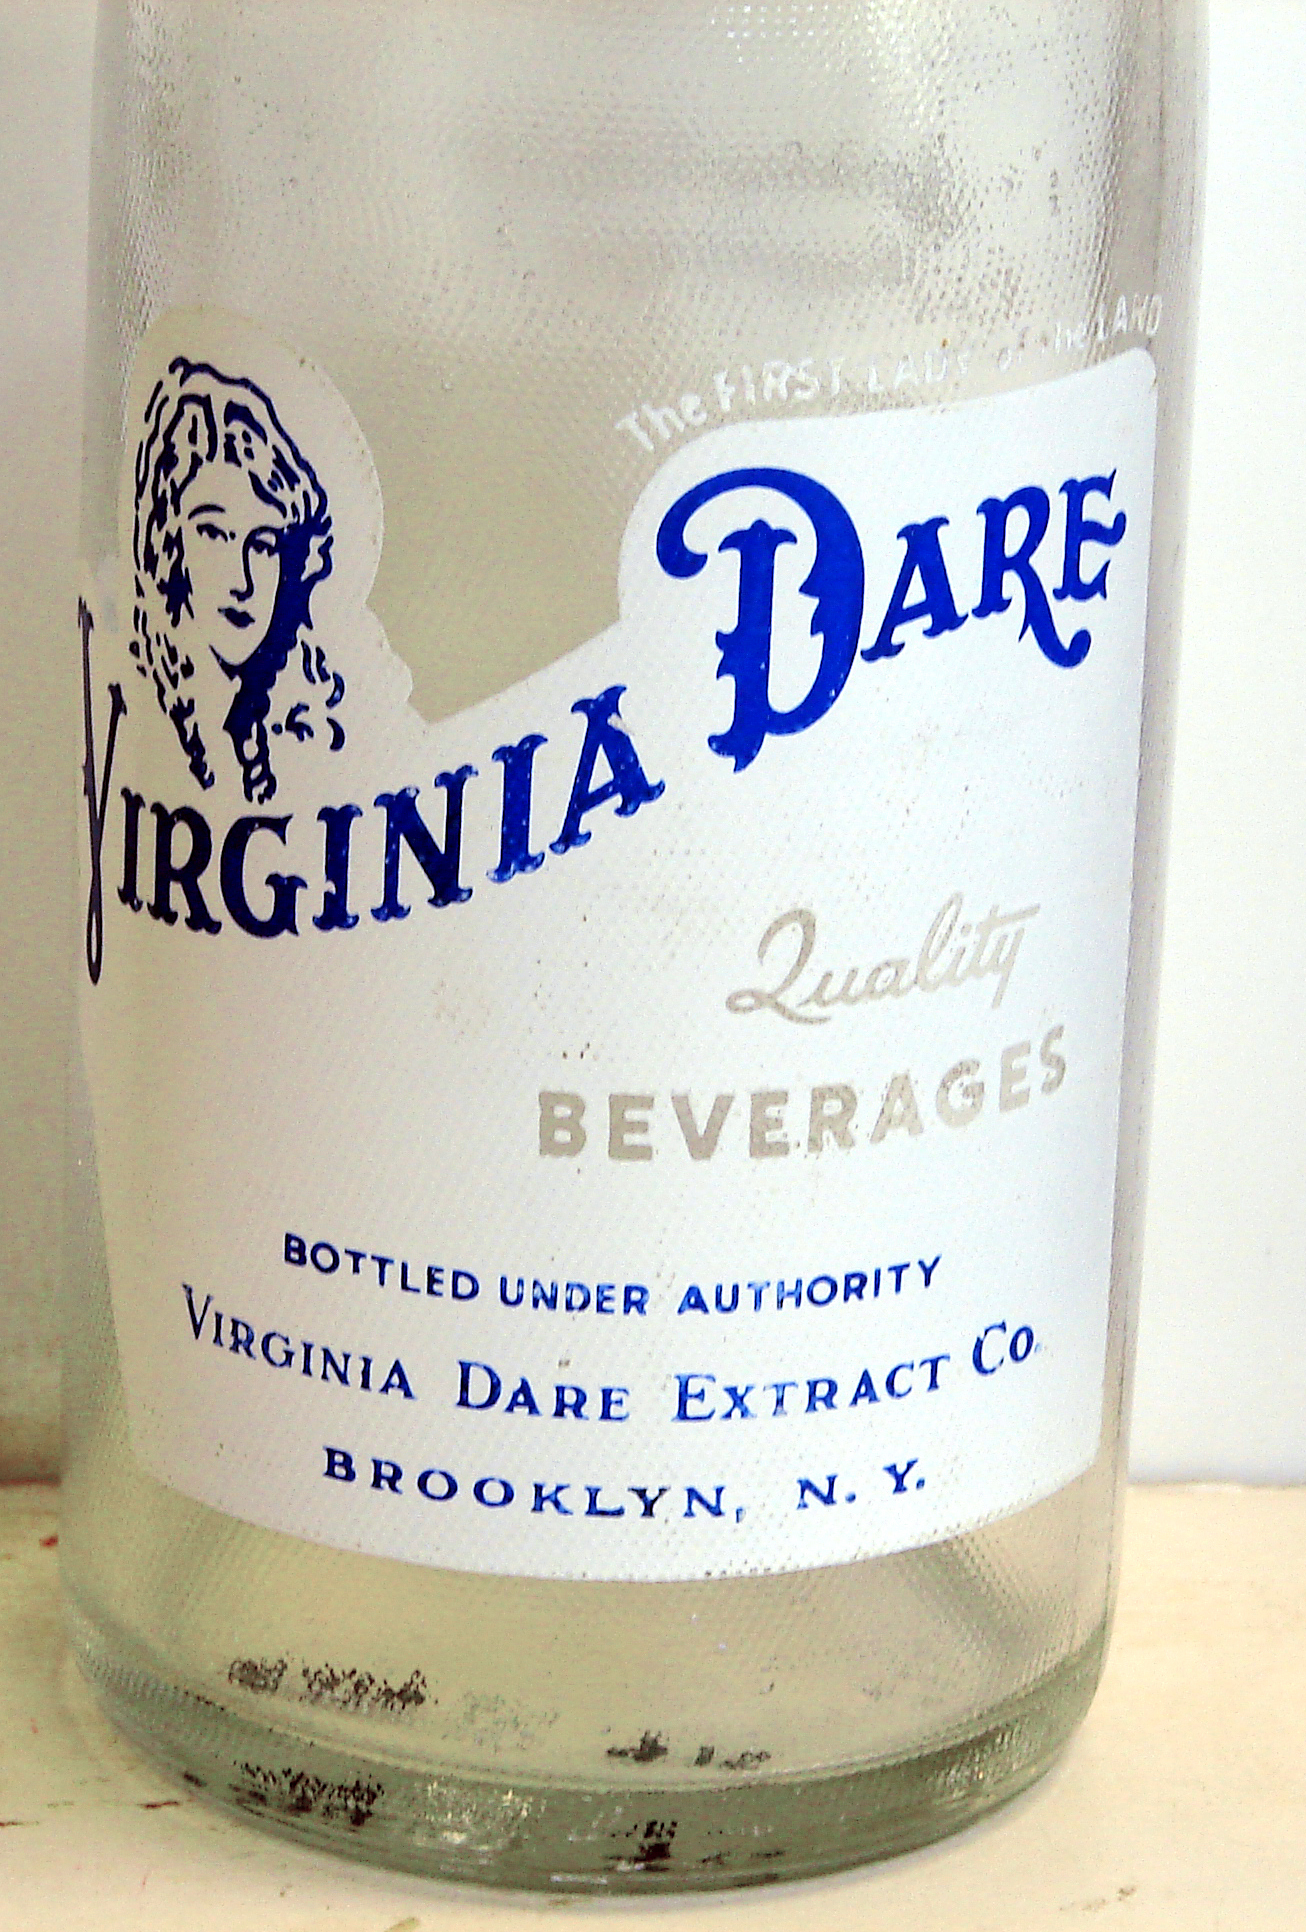 The FIRST LADY of the LAND
VIRGINIA DARE
Quality
BEVERAGES
BOTTLED UNDER AUTHORITY
VIRGINIA DARE EXTRACT CO.
BROOKLYN, N. Y.